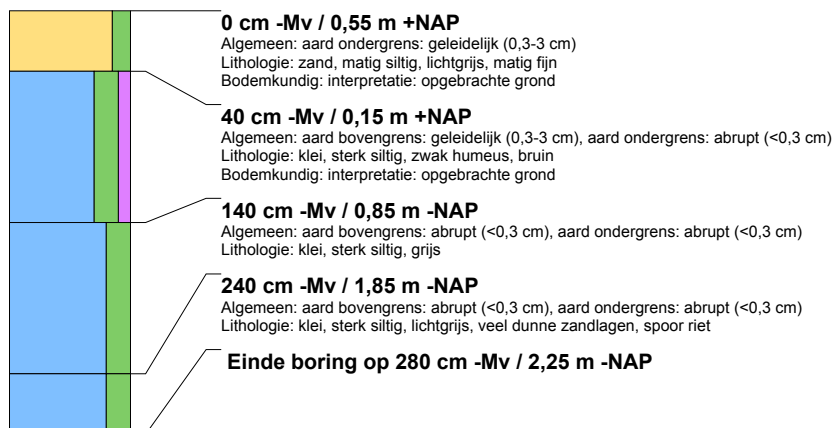 0 cm -Mv / 0,55 m +NAP
Algemeen: aard ondergrens: geleidelijk (0,3-3 cm)
Lithologie: zand, matig siltig, lichtgrijs, matig fijn
Bodemkundig: interpretatie: opgebrachte grond
40 cm -Mv / 0,15 m +NAP
Algemeen: aard bovengrens: geleidelijk (0,3-3 cm), aard ondergrens: abrupt (<0,3 cm)
Lithologie: klei, sterk siltig, zwak humeus, bruin
Bodemkundig: interpretatie: opgebrachte grond
140 cm -Mv / 0,85 m -NAP
Algemeen: aard bovengrens: abrupt (<0,3 cm), aard ondergrens: abrupt (<0,3 cm)
Lithologie: klei, sterk siltig, grijs
240 cm -Mv / 1,85 m -NAP
Algemeen: aard bovengrens: abrupt (<0,3 cm), aard ondergrens: abrupt (<0,3 cm)
Lithologie: klei, sterk siltig, lichtgrijs, veel dunne zandlagen, spoor riet
Einde boring op 280 cm -Mv / 2,25 m -NAP